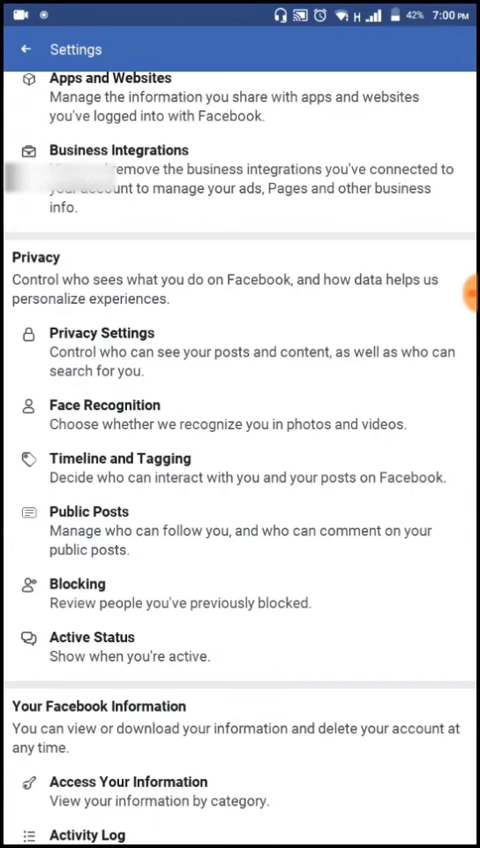 H 42% 7:00 PM
Settings
Apps and Websites
Manage the information you share with apps and websites
you've logged into with Facebook.
Business Integrations
remove the business integrations you've connected to
account to manage your ads, Pages and other business
info.
Privacy
Control who sees what you do on Facebook, and how data helps us
personalize experiences.
Privacy Settings
Control who can see your posts and content, as well as who can
search for you.
Face Recognition
Choose whether we recognize you in photos and videos.
Timeline and Tagging
Decide who can interact with you and your posts on Facebook.
Public Posts
Manage who can follow you, and who can comment on your
public posts.
Blocking
Review people you've previously blocked.
Active Status
Show when you're active.
Your Facebook Information
You can view or download your information and delete your account at
any time.
Access Your Information
View your information by category.
Activity Log